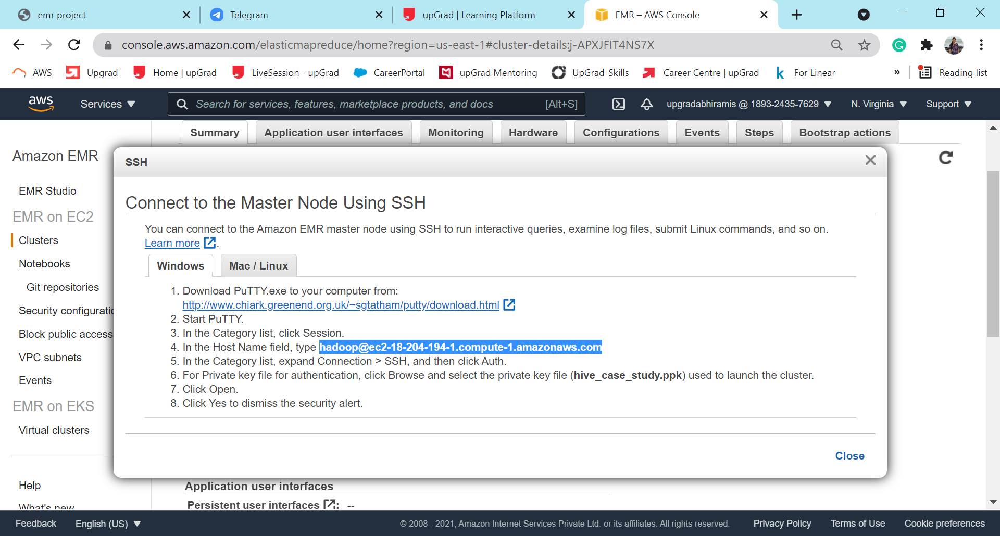 emr project
Telegram
upGrad | Learning Platform
EMR – AWS Console
console.aws.amazon.com/elasticmapreduce/home?region=us-east-1#cluster-details:j-APXJFIT4NS7X
AWS
Upgrad
Home | upGrad
LiveSession - upGrad
CareerPortal
upGrad Mentoring
UpGrad-Skills
Career Centre | upGrad
For Linear
»
Reading list
aws
Services
Search for services, features, marketplace products, and docs
[Alt+S]
upgradabhiramis @ 1893-2435-7629
N. Virginia
Support
Summary
Application user interfaces
Monitoring
Hardware
Configurations
Events
Steps
Bootstrap actions
Amazon EMR
EMR Studio
EMR on EC2
Clusters
Notebooks
Git repositories
Security configuratio
Block public access
VPC subnets
Events
EMR on EKS
Virtual clusters
Help
What's new
SSH
Connect to the Master Node Using SSH
You can connect to the Amazon EMR master node using SSH to run interactive queries, examine log files, submit Linux commands, and so on.
Learn more .
Windows
Mac / Linux
1. Download PuTTY.exe to your computer from:
http://www.chiark.greenend.org.uk/~sgtatham/putty/download.html
2. Start PuTTY.
3. In the Category list, click Session.
4. In the Host Name field, type hadoop@ec2-18-204-194-1.compute-1.amazonaws.com
5. In the Category list, expand Connection > SSH, and then click Auth.
6. For Private key file for authentication, click Browse and select the private key file (hive_case_study.ppk) used to launch the cluster.
7. Click Open.
8. Click Yes to dismiss the security alert.
Close
Application user interfaces
Persistent user interfaces : --
Feedback
English (US)
© 2008 - 2021, Amazon Internet Services Private Ltd. or its affiliates. All rights reserved.
Privacy Policy
Terms of Use
Cookie preferences